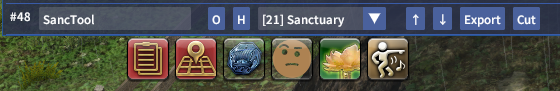 #48 SancTool O H [21] Sanctuary ▼ ↑ ↓ Export Cut